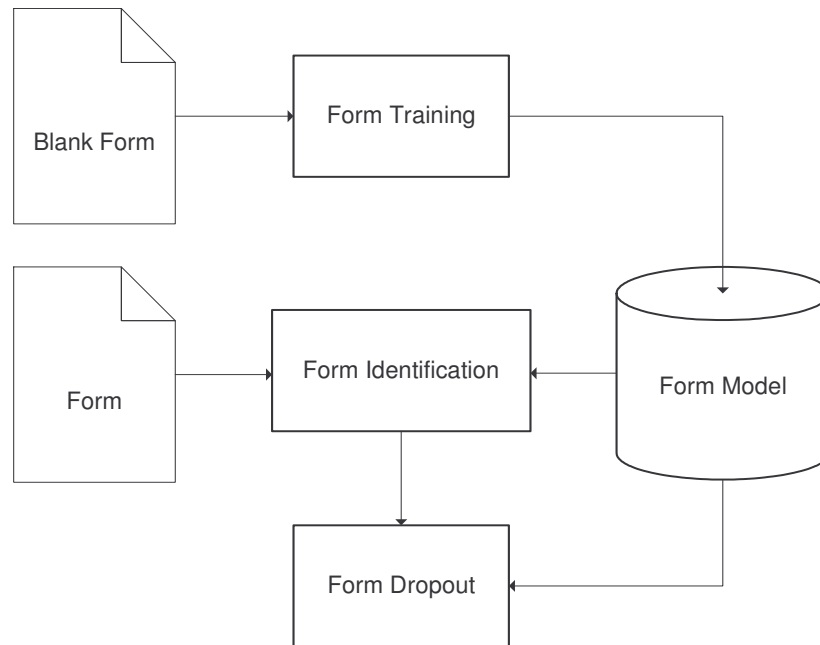 Blank Form
Form Training
Form
Form Identification
Form Model
Form Dropout